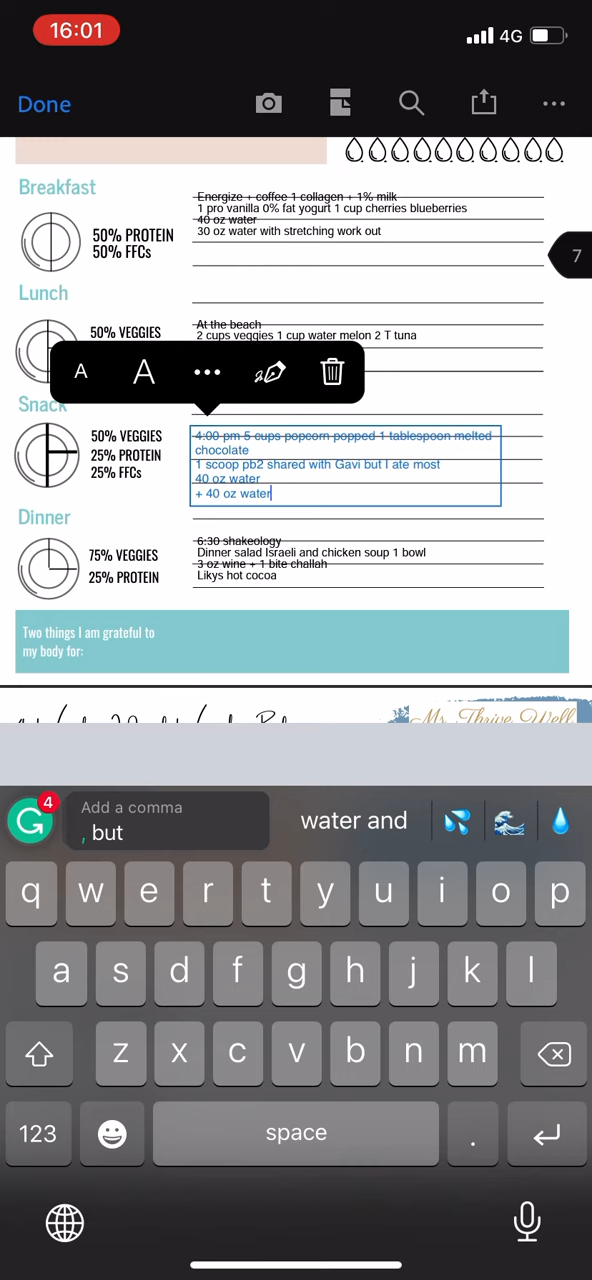 16:01
4G
Done
Breakfast
Energize + coffee 1 collagen + 1% milk
1 pro vanilla 0% fat yogurt 1 cup cherries blueberries
40 oz water
30 oz water with stretching work out
50% PROTEIN
50% FFCs
7
Lunch
At the beach
2 cups veggies 1 cup water melon 2 T tuna
50% VEGGIES
A A
Snack
4:00 pm 5 cups popcorn popped 1 tablespoon melted
chocolate
1 scoop pb2 shared with Gavi but I ate most
40 oz water
+ 40 oz water
50% VEGGIES
25% PROTEIN
25% FFCs
Dinner
6:30 shakeology
Dinner salad Israeli and chicken soup 1 bowl
3 oz wine + 1 bite challah
Likys hot cocoa
75% VEGGIES
25% PROTEIN
Two things I am grateful to
my body for:
Ms. Thrive Well
4
Add a comma
, but
water and
q w e r t y u i o p
a s d f g h j k l
z x c v b n m
123 space .